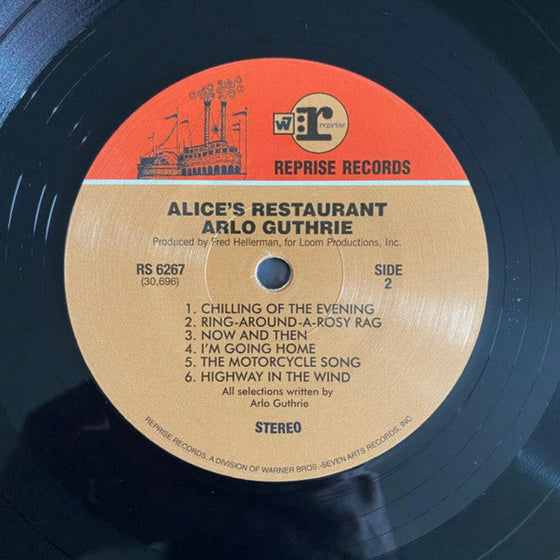 W7 r reprise
REPRISE RECORDS
ALICE'S RESTAURANT
ARLO GUTHRIE
Produced by Fred Hellerman, for Loom Productions, Inc.
RS 6267
(30,696)
SIDE
2
1. CHILLING OF THE EVENING
2. RING-AROUND-A-ROSY RAG
3. NOW AND THEN
4. I'M GOING HOME
5. THE MOTORCYCLE SONG
6. HIGHWAY IN THE WIND
All selections written by
Arlo Guthrie
STEREO
REPRISE RECORDS, A DIVISION OF WARNER BROS.-SEVEN ARTS RECORDS, INC.